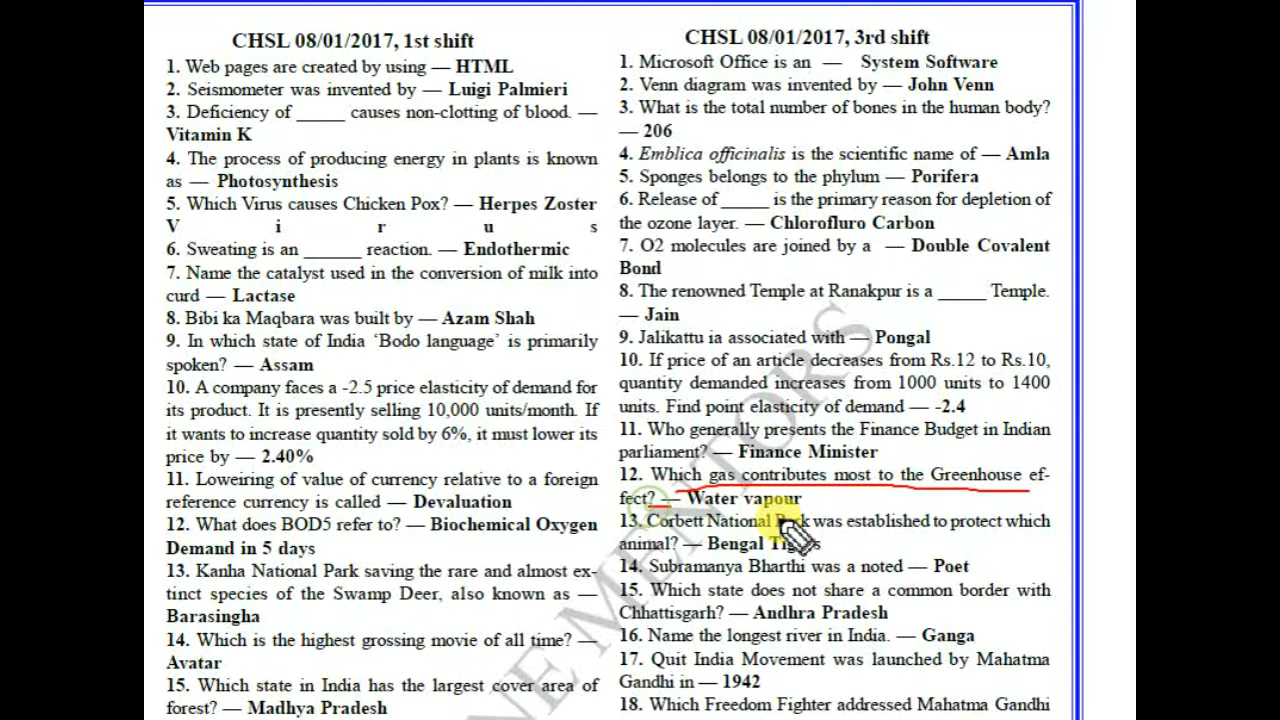 CHSL 08/01/2017, 1st shift
1. Web pages are created by using — HTML
2. Seismometer was invented by — Luigi Palmieri
3. Deficiency of _____ causes non-clotting of blood. —
Vitamin K
4. The process of producing energy in plants is known
as — Photosynthesis
5. Which Virus causes Chicken Pox? — Herpes Zoster
V i r u s
6. Sweating is an ______ reaction. — Endothermic
7. Name the catalyst used in the conversion of milk into
curd — Lactase
8. Bibi ka Maqbara was built by — Azam Shah
9. In which state of India ‘Bodo language’ is primarily
spoken? — Assam
10. A company faces a -2.5 price elasticity of demand for
its product. It is presently selling 10,000 units/month. If
it wants to increase quantity sold by 6%, it must lower its
price by — 2.40%
11. Loweiring of value of currency relative to a foreign
reference currency is called — Devaluation
12. What does BOD5 refer to? — Biochemical Oxygen
Demand in 5 days
13. Kanha National Park saving the rare and almost ex-
tinct species of the Swamp Deer, also known as —
Barasingha
14. Which is the highest grossing movie of all time? —
Avatar
15. Which state in India has the largest cover area of
forest? — Madhya Pradesh
CHSL 08/01/2017, 3rd shift
1. Microsoft Office is an — System Software
2. Venn diagram was invented by — John Venn
3. What is the total number of bones in the human body?
— 206
4. Emblica officinalis is the scientific name of — Amla
5. Sponges belongs to the phylum — Porifera
6. Release of _____ is the primary reason for depletion of
the ozone layer. — Chlorofluro Carbon
7. O2 molecules are joined by a — Double Covalent
Bond
8. The renowned Temple at Ranakpur is a _____ Temple.
— Jain
9. Jalikattu ia associated with — Pongal
10. If price of an article decreases from Rs.12 to Rs.10,
quantity demanded increases from 1000 units to 1400
units. Find point elasticity of demand — -2.4
11. Who generally presents the Finance Budget in Indian
parliament? — Finance Minister
12. Which gas contributes most to the Greenhouse ef-
fect? — Water vapour
13. Corbett National Park was established to protect which
animal? — Bengal Tigers
14. Subramanya Bharthi was a noted — Poet
15. Which state does not share a common border with
Chhattisgarh? — Andhra Pradesh
16. Name the longest river in India. — Ganga
17. Quit India Movement was launched by Mahatma
Gandhi in — 1942
18. Which Freedom Fighter addressed Mahatma Gandhi
NE MENTORS